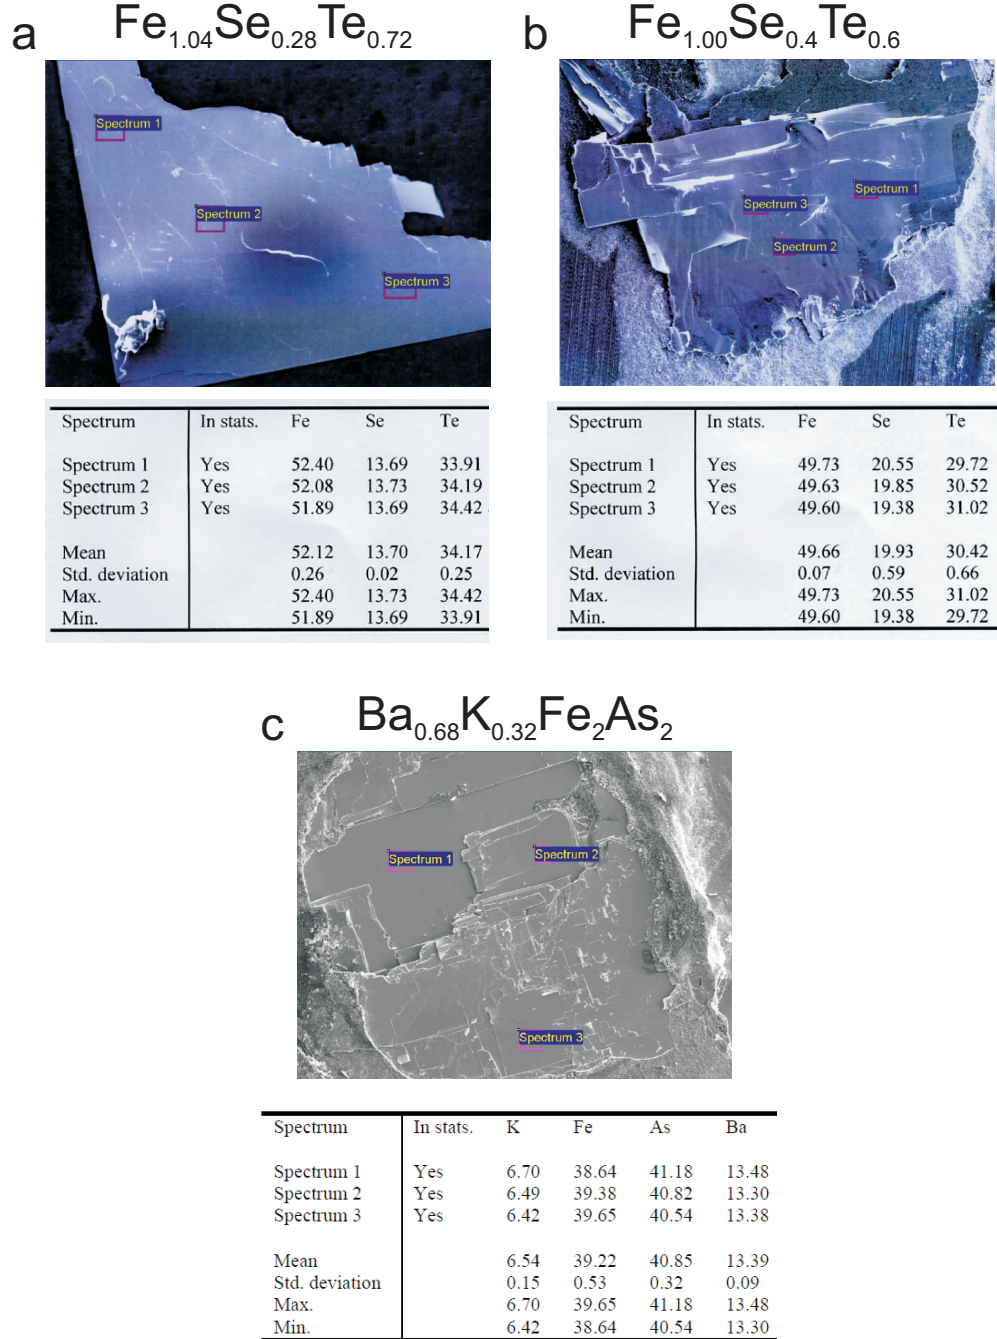 a Fe1.04Se0.28Te0.72
Spectrum 1
Spectrum 2
Spectrum 3
Spectrum In stats. Fe Se Te
Spectrum 1 Yes 52.40 13.69 33.91
Spectrum 2 Yes 52.08 13.73 34.19
Spectrum 3 Yes 51.89 13.69 34.42
Mean 52.12 13.70 34.17
Std. deviation 0.26 0.02 0.25
Max. 52.40 13.73 34.42
Min. 51.89 13.69 33.91
b Fe1.00Se0.4Te0.6
Spectrum 1
Spectrum 3
Spectrum 2
Spectrum In stats. Fe Se Te
Spectrum 1 Yes 49.73 20.55 29.72
Spectrum 2 Yes 49.63 19.85 30.52
Spectrum 3 Yes 49.60 19.38 31.02
Mean 49.66 19.93 30.42
Std. deviation 0.07 0.59 0.66
Max. 49.73 20.55 31.02
Min. 49.60 19.38 29.72
c Ba0.68K0.32Fe2As2
Spectrum 1
Spectrum 2
Spectrum 3
Spectrum In stats. K Fe As Ba
Spectrum 1 Yes 6.70 38.64 41.18 13.48
Spectrum 2 Yes 6.49 39.38 40.82 13.30
Spectrum 3 Yes 6.42 39.65 40.54 13.38
Mean 6.54 39.22 40.85 13.39
Std. deviation 0.15 0.53 0.32 0.09
Max. 6.70 39.65 41.18 13.48
Min. 6.42 38.64 40.54 13.30